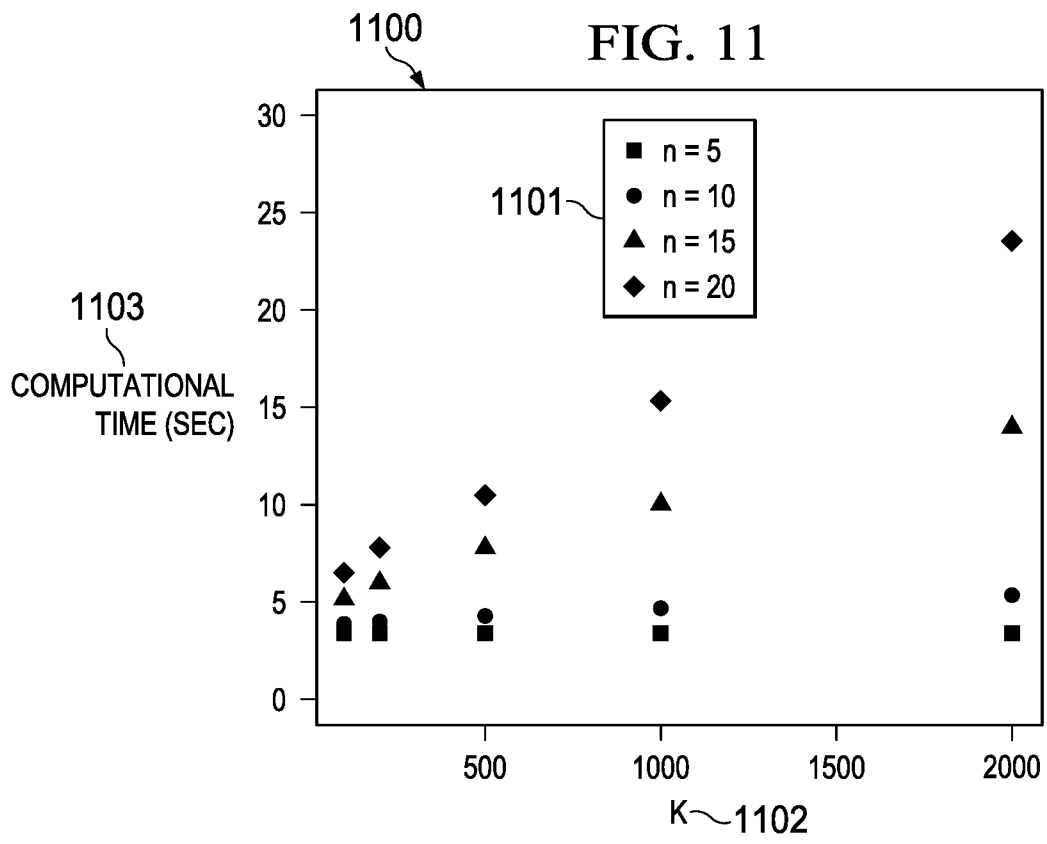 1100
FIG. 11
30
25
20
15
10
5
0
n = 5
n = 10
n = 15
n = 20
1101
1103
COMPUTATIONAL
TIME (SEC)
500 1000 1500 2000
K 1102